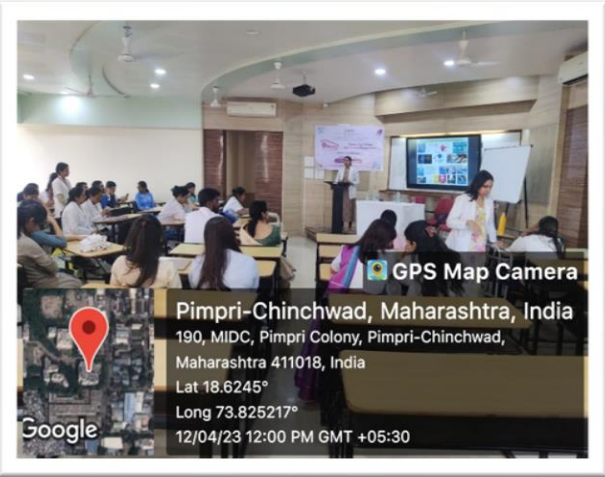 GPS Map Camera
Pimpri-Chinchwad, Maharashtra, India
190, MIDC, Pimpri Colony, Pimpri-Chinchwad,
Maharashtra 411018, India
Lat 18.6245°
Long 73.825217°
12/04/23 12:00 PM GMT +05:30
Google